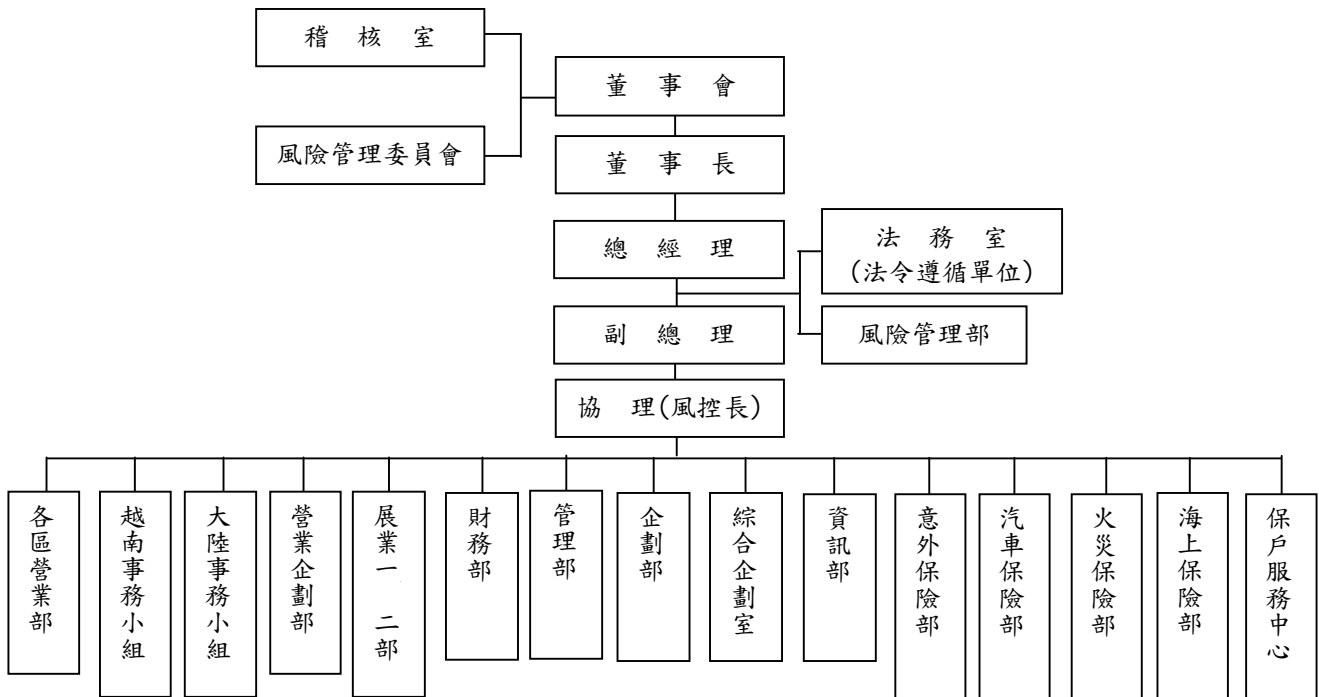 稽 核 室
董 事 會
風險管理委員會
董 事 長
總 經 理
法 務 室
(法令遵循單位)
副 總 理
風險管理部
協 理(風控長)
各區營業部
越南事務小組
大陸事務小組
營業企劃部
展業一 二部
財務部
管理部
企劃部
綜合企劃室
資訊部
意外保險部
汽車保險部
火災保險部
海上保險部
保戶服務中心